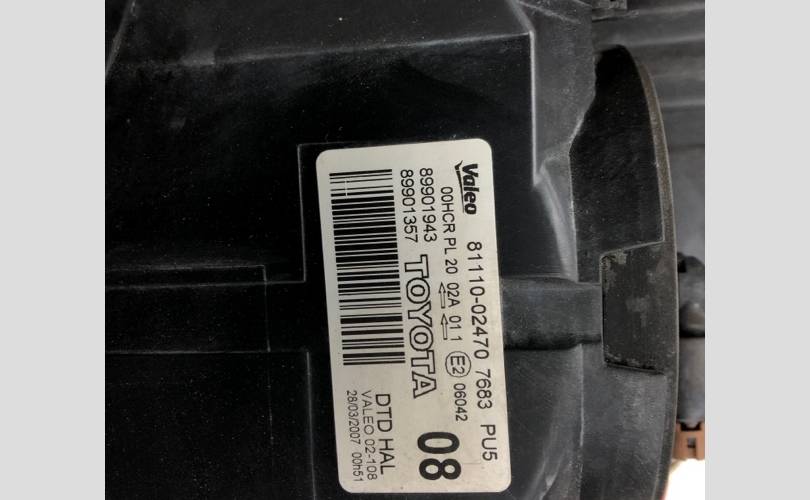 Valeo 81110-02470 7683 PU5
00HCR PL 20 02A 01.1 E2 06042
89901943
89901357
TOYOTA
08
DTD HAL
VALEO 02-108
28/03/2007 00h51